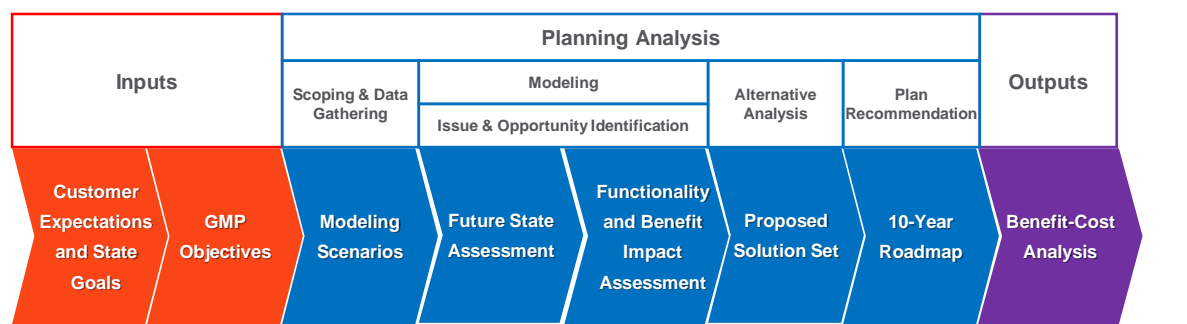 Inputs
Planning Analysis
Outputs
Scoping & Data
Gathering
Modeling
Issue & Opportunity Identification
Alternative
Analysis
Plan
Recommendation
Customer
Expectations
and State
Goals
GMP
Objectives
Modeling
Scenarios
Future State
Assessment
Functionality
and Benefit
Impact
Assessment
Proposed
Solution Set
10-Year
Roadmap
Benefit-Cost
Analysis